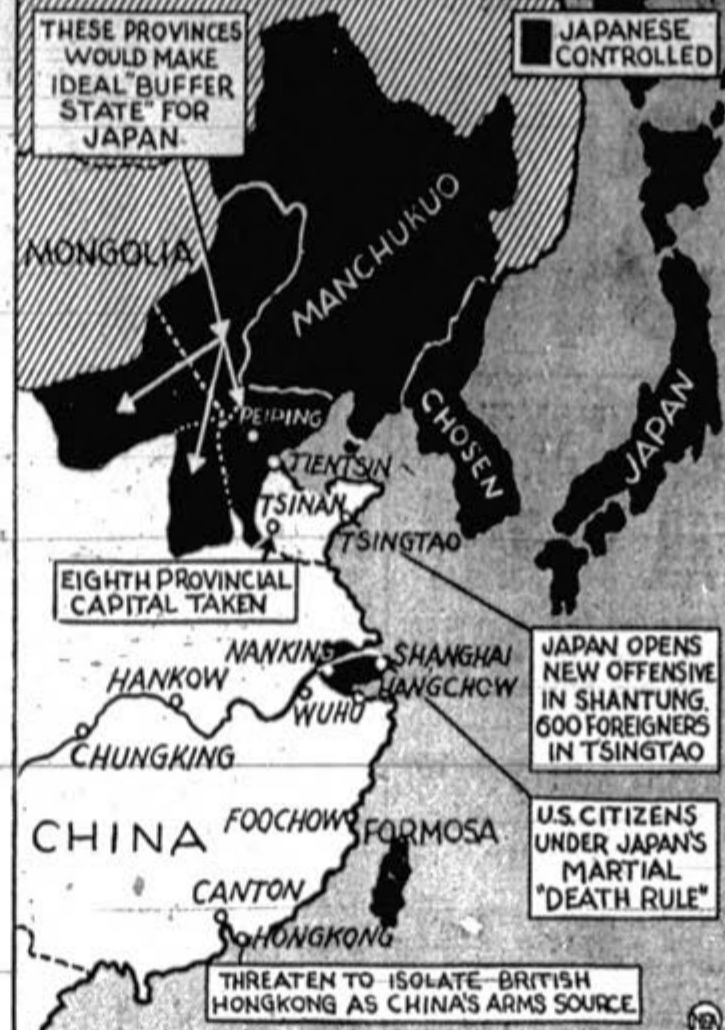 THESE PROVINCES
WOULD MAKE
IDEAL "BUFFER
STATE" FOR
JAPAN.
JAPANESE
CONTROLLED
MONGOLIA
MANCHUKUO
PEIPING
CHOSEN
JAPAN
TIENTSIN
TSINAN
TSINGTAO
EIGHTH PROVINCIAL
CAPITAL TAKEN
NANKING
SHANGHAI
HANKOW
HANGCHOW
WUHU
CHUNGKING
JAPAN OPENS
NEW OFFENSIVE
IN SHANTUNG.
600 FOREIGNERS
IN TSINGTAO
CHINA
FOOCHOW
FORMOSA
U.S. CITIZENS
UNDER JAPAN'S
MARTIAL
"DEATH RULE"
CANTON
HONGKONG
THREATEN TO ISOLATE BRITISH
HONGKONG AS CHINA'S ARMS SOURCE
NEA